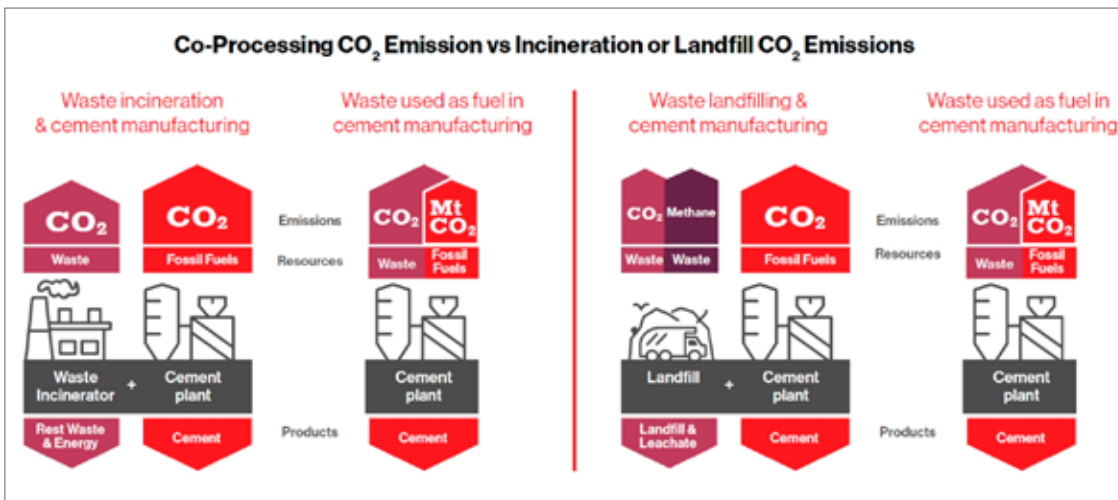 Co-Processing CO₂ Emission vs Incineration or Landfill CO₂ Emissions
Waste incineration
& cement manufacturing
CO₂
CO₂
Waste
Fossil Fuels
Waste
Incinerator
+
Cement
plant
Rest Waste
& Energy
Cement
Emissions
Resources
Products
Waste used as fuel in
cement manufacturing
CO₂
Mt
CO₂
Waste
Fossil
Fuels
Cement
plant
Cement
Waste landfilling &
cement manufacturing
CO₂
Methane
CO₂
Waste
Waste
Fossil Fuels
Landfill
+
Cement
plant
Landfill &
Leachate
Cement
Emissions
Resources
Products
Waste used as fuel in
cement manufacturing
CO₂
Mt
CO₂
Waste
Fossil
Fuels
Cement
plant
Cement